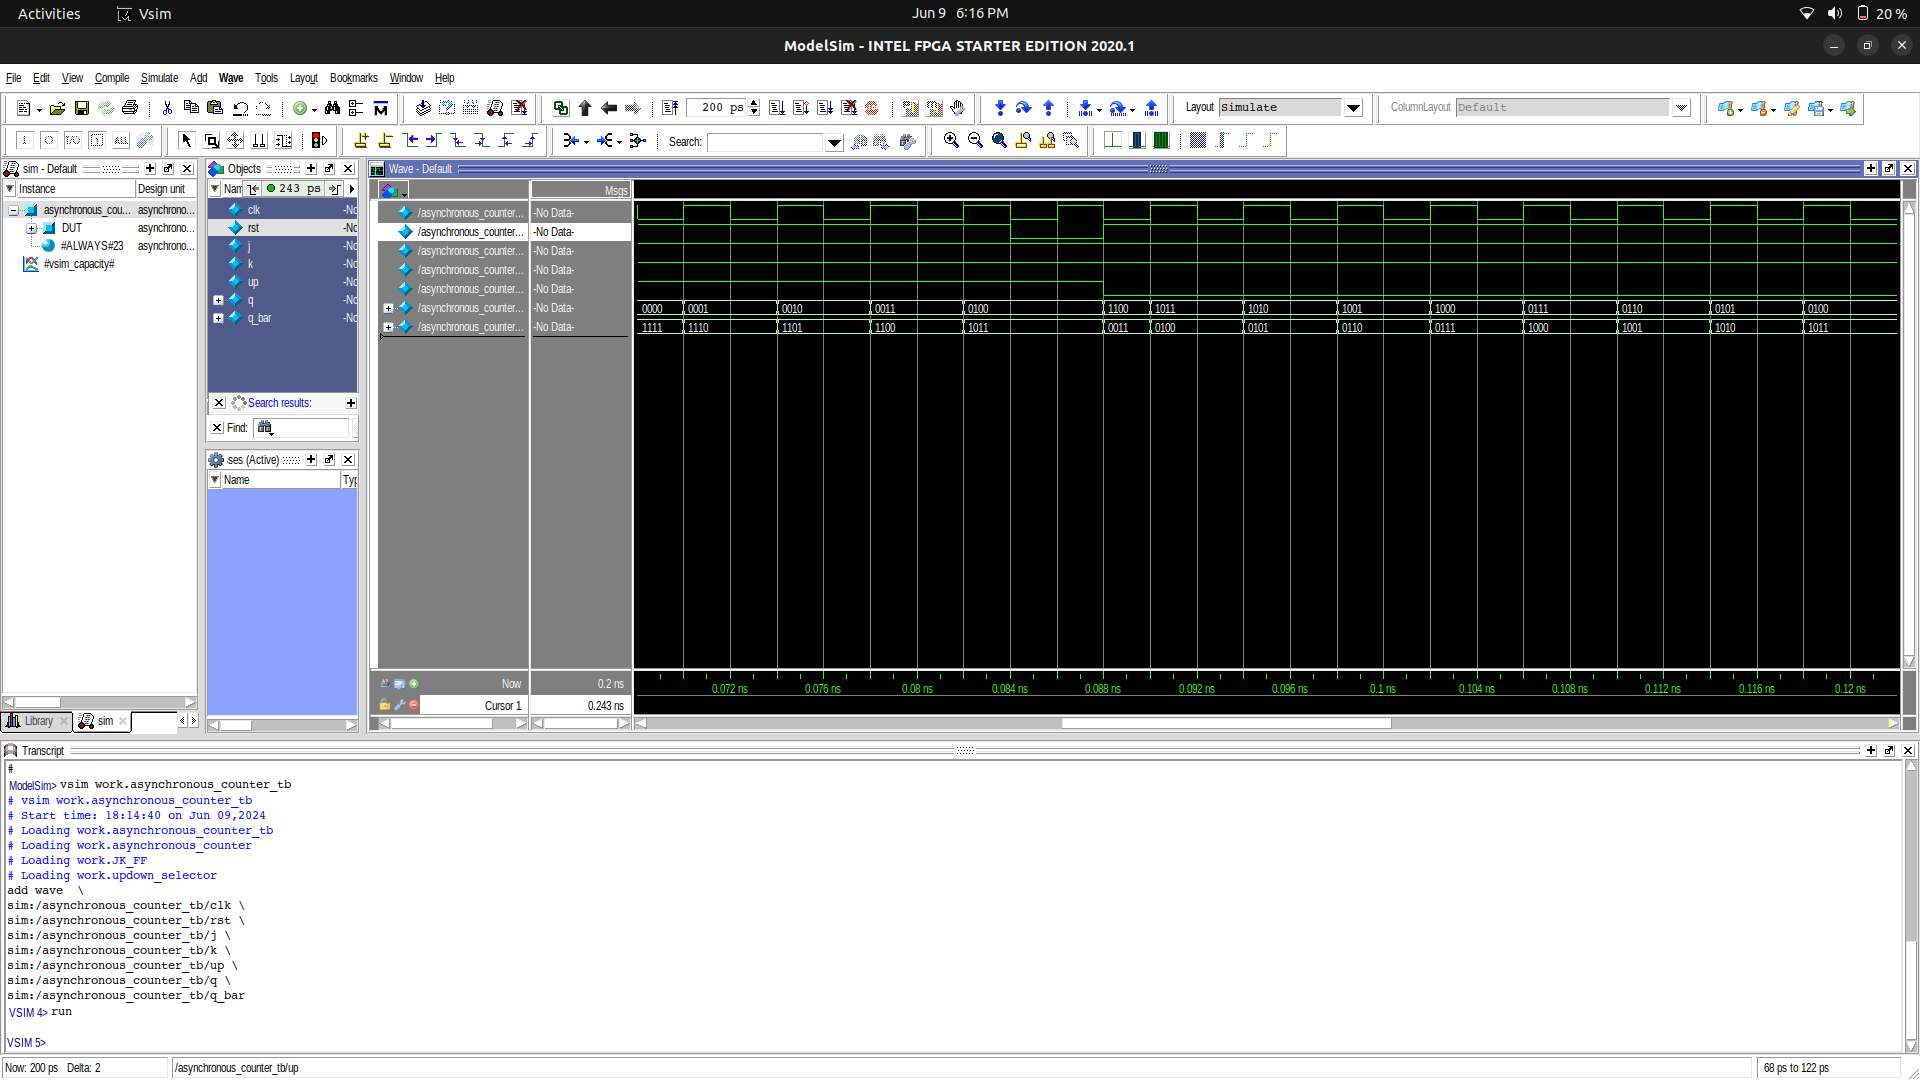 Activities Vsim Jun 9 6:16 PM 20 %
ModelSim - INTEL FPGA STARTER EDITION 2020.1
File Edit View Compile Simulate Add Wave Tools Layout Bookmarks Window Help
200 ps Layout Simulate ColumnLayout Default
Search:
sim - Default
Instance Design unit
asynchronous_cou... asynchrono...
DUT asynchrono...
#ALWAYS#23 asynchrono...
#vsim_capacity#
Library sim
Objects
Nam 243 ps
clk -No
rst -No
j -No
k -No
up -No
q -No
q_bar -No
Search results:
Find:
ses (Active)
Name Typ
Wave - Default
Msgs
/asynchronous_counter... -No Data-
/asynchronous_counter... -No Data-
/asynchronous_counter... -No Data-
/asynchronous_counter... -No Data-
/asynchronous_counter... -No Data-
/asynchronous_counter... -No Data- 0000 0001 0010 0011 0100 1100 1011 1010 1001 1000 0111 0110 0101 0100
/asynchronous_counter... -No Data- 1111 1110 1101 1100 1011 0011 0100 0101 0110 0111 1000 1001 1010 1011
Now 0.2 ns 0.072 ns 0.076 ns 0.08 ns 0.084 ns 0.088 ns 0.092 ns 0.096 ns 0.1 ns 0.104 ns 0.108 ns 0.112 ns 0.116 ns 0.12 ns
Cursor 1 0.243 ns
Transcript
#
ModelSim> vsim work.asynchronous_counter_tb
# vsim work.asynchronous_counter_tb
# Start time: 18:14:40 on Jun 09,2024
# Loading work.asynchronous_counter_tb
# Loading work.asynchronous_counter
# Loading work.JK_FF
# Loading work.updown_selector
add wave \
sim:/asynchronous_counter_tb/clk \
sim:/asynchronous_counter_tb/rst \
sim:/asynchronous_counter_tb/j \
sim:/asynchronous_counter_tb/k \
sim:/asynchronous_counter_tb/up \
sim:/asynchronous_counter_tb/q \
sim:/asynchronous_counter_tb/q_bar
VSIM 4> run
VSIM 5>
Now: 200 ps Delta: 2 /asynchronous_counter_tb/up 68 ps to 122 ps